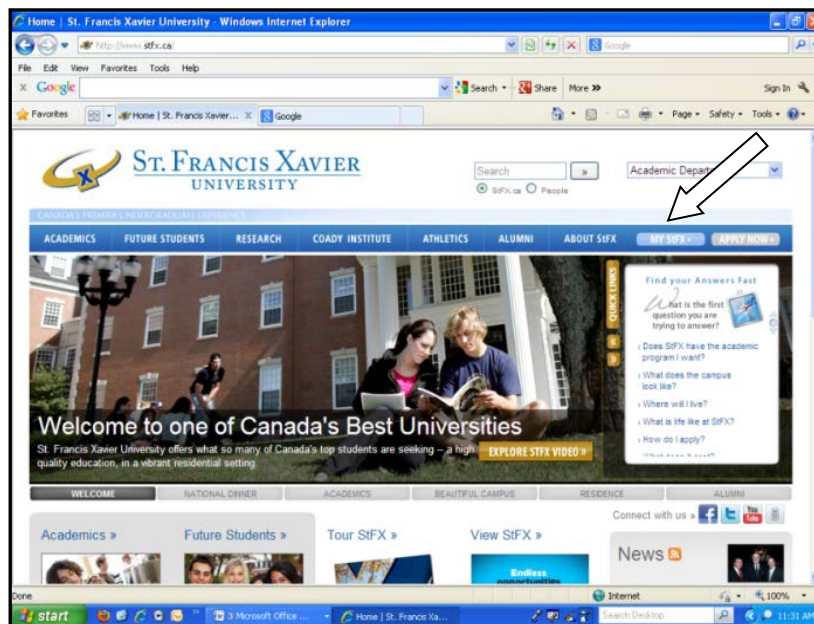 Home | St. Francis Xavier University - Windows Internet Explorer
http://www.stfx.ca/
Google
File Edit View Favorites Tools Help
x Google Search Share More » Sign In
Favorites Home | St. Francis Xavier... X Google Page Safety Tools
ST. FRANCIS XAVIER
UNIVERSITY
Search » Academic Depart
StFX.ca People
CANADA'S PREMIER UNDERGRADUATE EXPERIENCE
ACADEMICS FUTURE STUDENTS RESEARCH COADY INSTITUTE ATHLETICS ALUMNI ABOUT StFX MY StFX › APPLY NOW ›
QUICK LINKS
Find your Answers Fast
What is the first
question you are
trying to answer?
› Does StFX have the academic
program I want?
› What does the campus
look like?
› Where will I live?
› What is life like at StFX?
› How do I apply?
Welcome to one of Canada's Best Universities
St. Francis Xavier University offers what so many of Canada's top students are seeking – a high
quality education, in a vibrant residential setting
EXPLORE STFX VIDEO »
WELCOME NATIONAL DINNER ACADEMICS BEAUTIFUL CAMPUS RESIDENCE ALUMNI
Connect with us »
You
Tube
Academics » Future Students » Tour StFX » View StFX »
News
Endless
opportunities
Done Internet 100%
start 3 Microsoft Office ... Home | St. Francis Xa... Search Desktop 11:31 AM